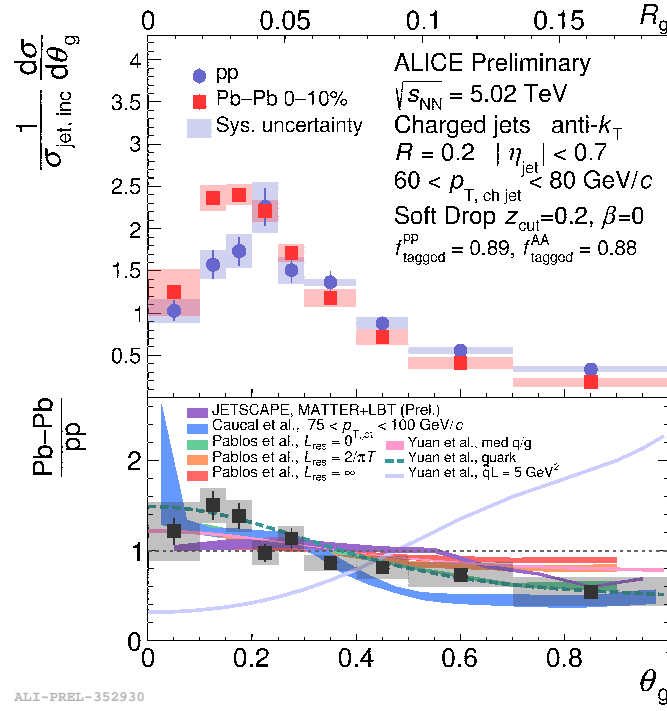 0 0.05 0.1 0.15 R_g
1/σ_jet, inc dσ/dθ_g
4
3.5
3
2.5
2
1.5
1
0.5
pp
Pb–Pb 0–10%
Sys. uncertainty
ALICE Preliminary
√s_NN = 5.02 TeV
Charged jets anti-k_T
R = 0.2 | η_jet | < 0.7
60 < p_T, ch jet < 80 GeV/c
Soft Drop z_cut=0.2, β=0
f^pp_tagged = 0.89, f^AA_tagged = 0.88
Pb–Pb/pp
2
1
0
JETSCAPE, MATTER+LBT (Prel.)
Caucal et al., 75 < p_T,ch < 100 GeV/c
Pablos et al., L_res = 0
Pablos et al., L_res = 2/πT
Pablos et al., L_res = ∞
Yuan et al., med q/g
Yuan et al., quark
Yuan et al., q̂L = 5 GeV²
0 0.2 0.4 0.6 0.8
θ_g
ALI-PREL-352930